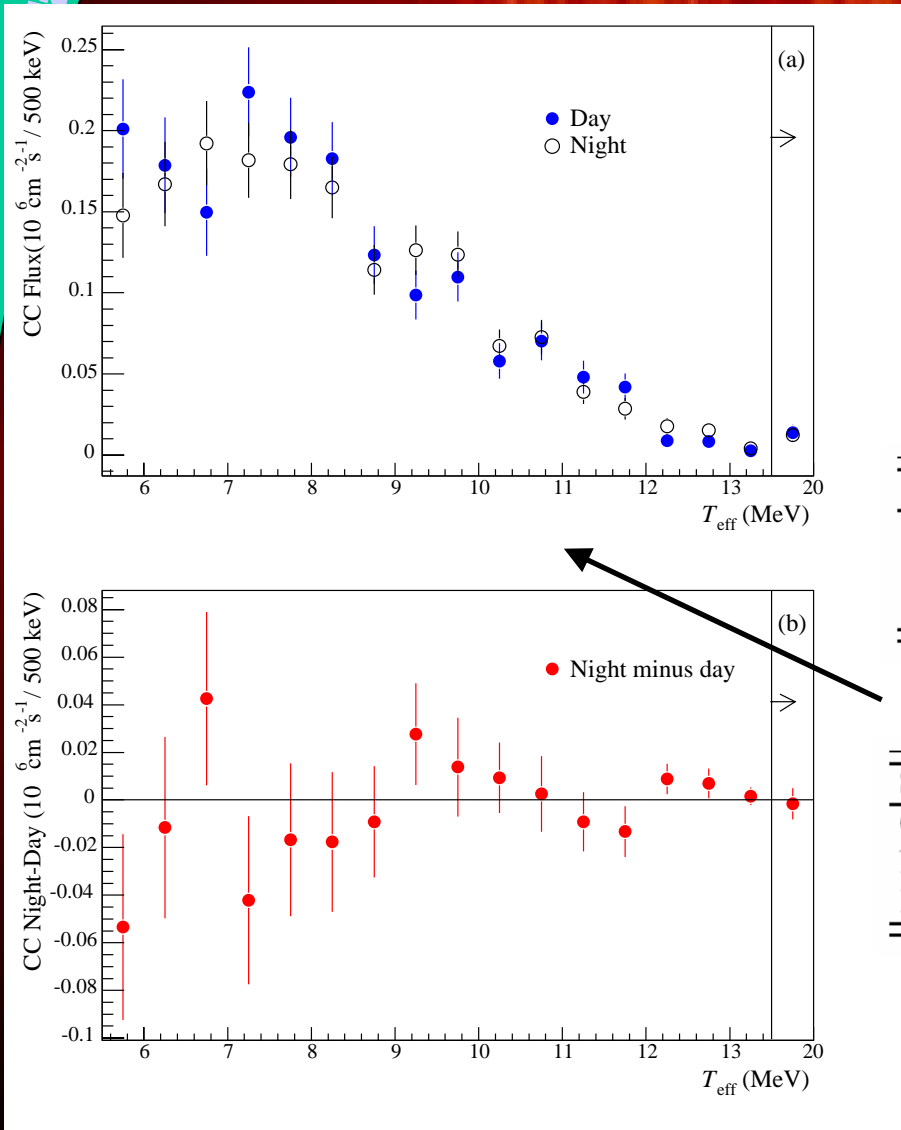 (a)
CC Flux(10 6 cm -2 s -1 / 500 keV)
0.25
0.2
0.15
0.1
0.05
0
Day
Night
6 7 8 9 10 11 12 13 20
T eff (MeV)
(b)
CC Night-Day (10 6 cm -2 s -1 / 500 keV)
0.08
0.06
0.04
0.02
0
-0.02
-0.04
-0.06
-0.08
-0.1
Night minus day
6 7 8 9 10 11 12 13 20
T eff (MeV)